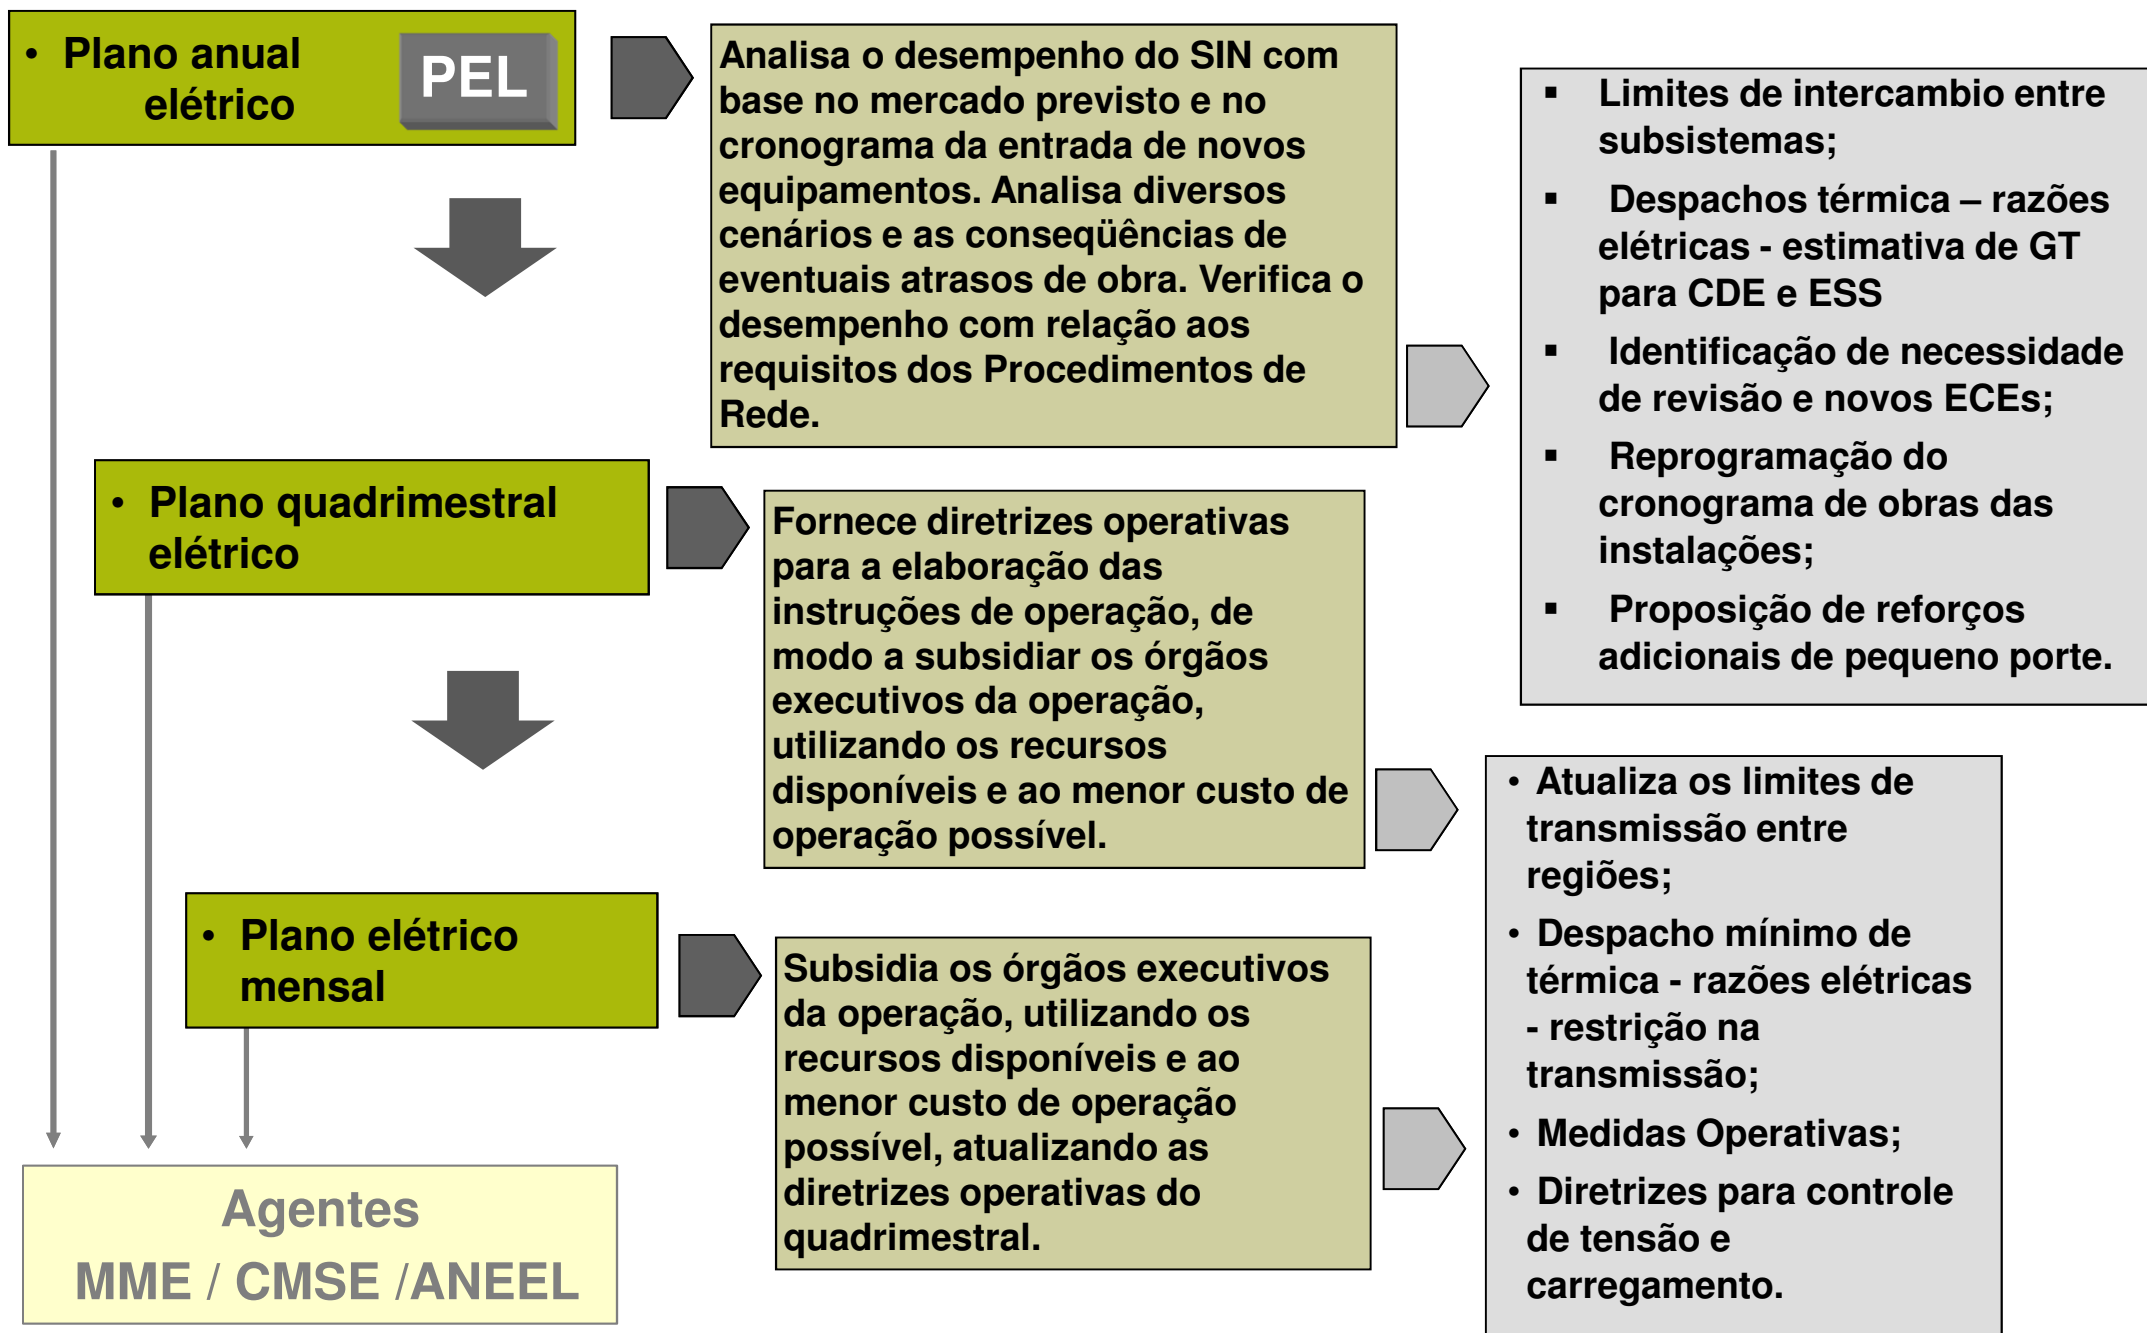 • Plano anual
elétrico
PEL
Analisa o desempenho do SIN com
base no mercado previsto e no
cronograma da entrada de novos
equipamentos. Analisa diversos
cenários e as conseqüências de
eventuais atrasos de obra. Verifica o
desempenho com relação aos
requisitos dos Procedimentos de
Rede.
▪ Limites de intercambio entre
subsistemas;
▪ Despachos térmica – razões
elétricas - estimativa de GT
para CDE e ESS
▪ Identificação de necessidade
de revisão e novos ECEs;
▪ Reprogramação do
cronograma de obras das
instalações;
▪ Proposição de reforços
adicionais de pequeno porte.
• Plano quadrimestral
elétrico
Fornece diretrizes operativas
para a elaboração das
instruções de operação, de
modo a subsidiar os órgãos
executivos da operação,
utilizando os recursos
disponíveis e ao menor custo de
operação possível.
• Plano elétrico
mensal
Subsidia os órgãos executivos
da operação, utilizando os
recursos disponíveis e ao
menor custo de operação
possível, atualizando as
diretrizes operativas do
quadrimestral.
• Atualiza os limites de
transmissão entre
regiões;
• Despacho mínimo de
térmica - razões elétricas
- restrição na
transmissão;
• Medidas Operativas;
• Diretrizes para controle
de tensão e
carregamento.
Agentes
MME / CMSE /ANEEL